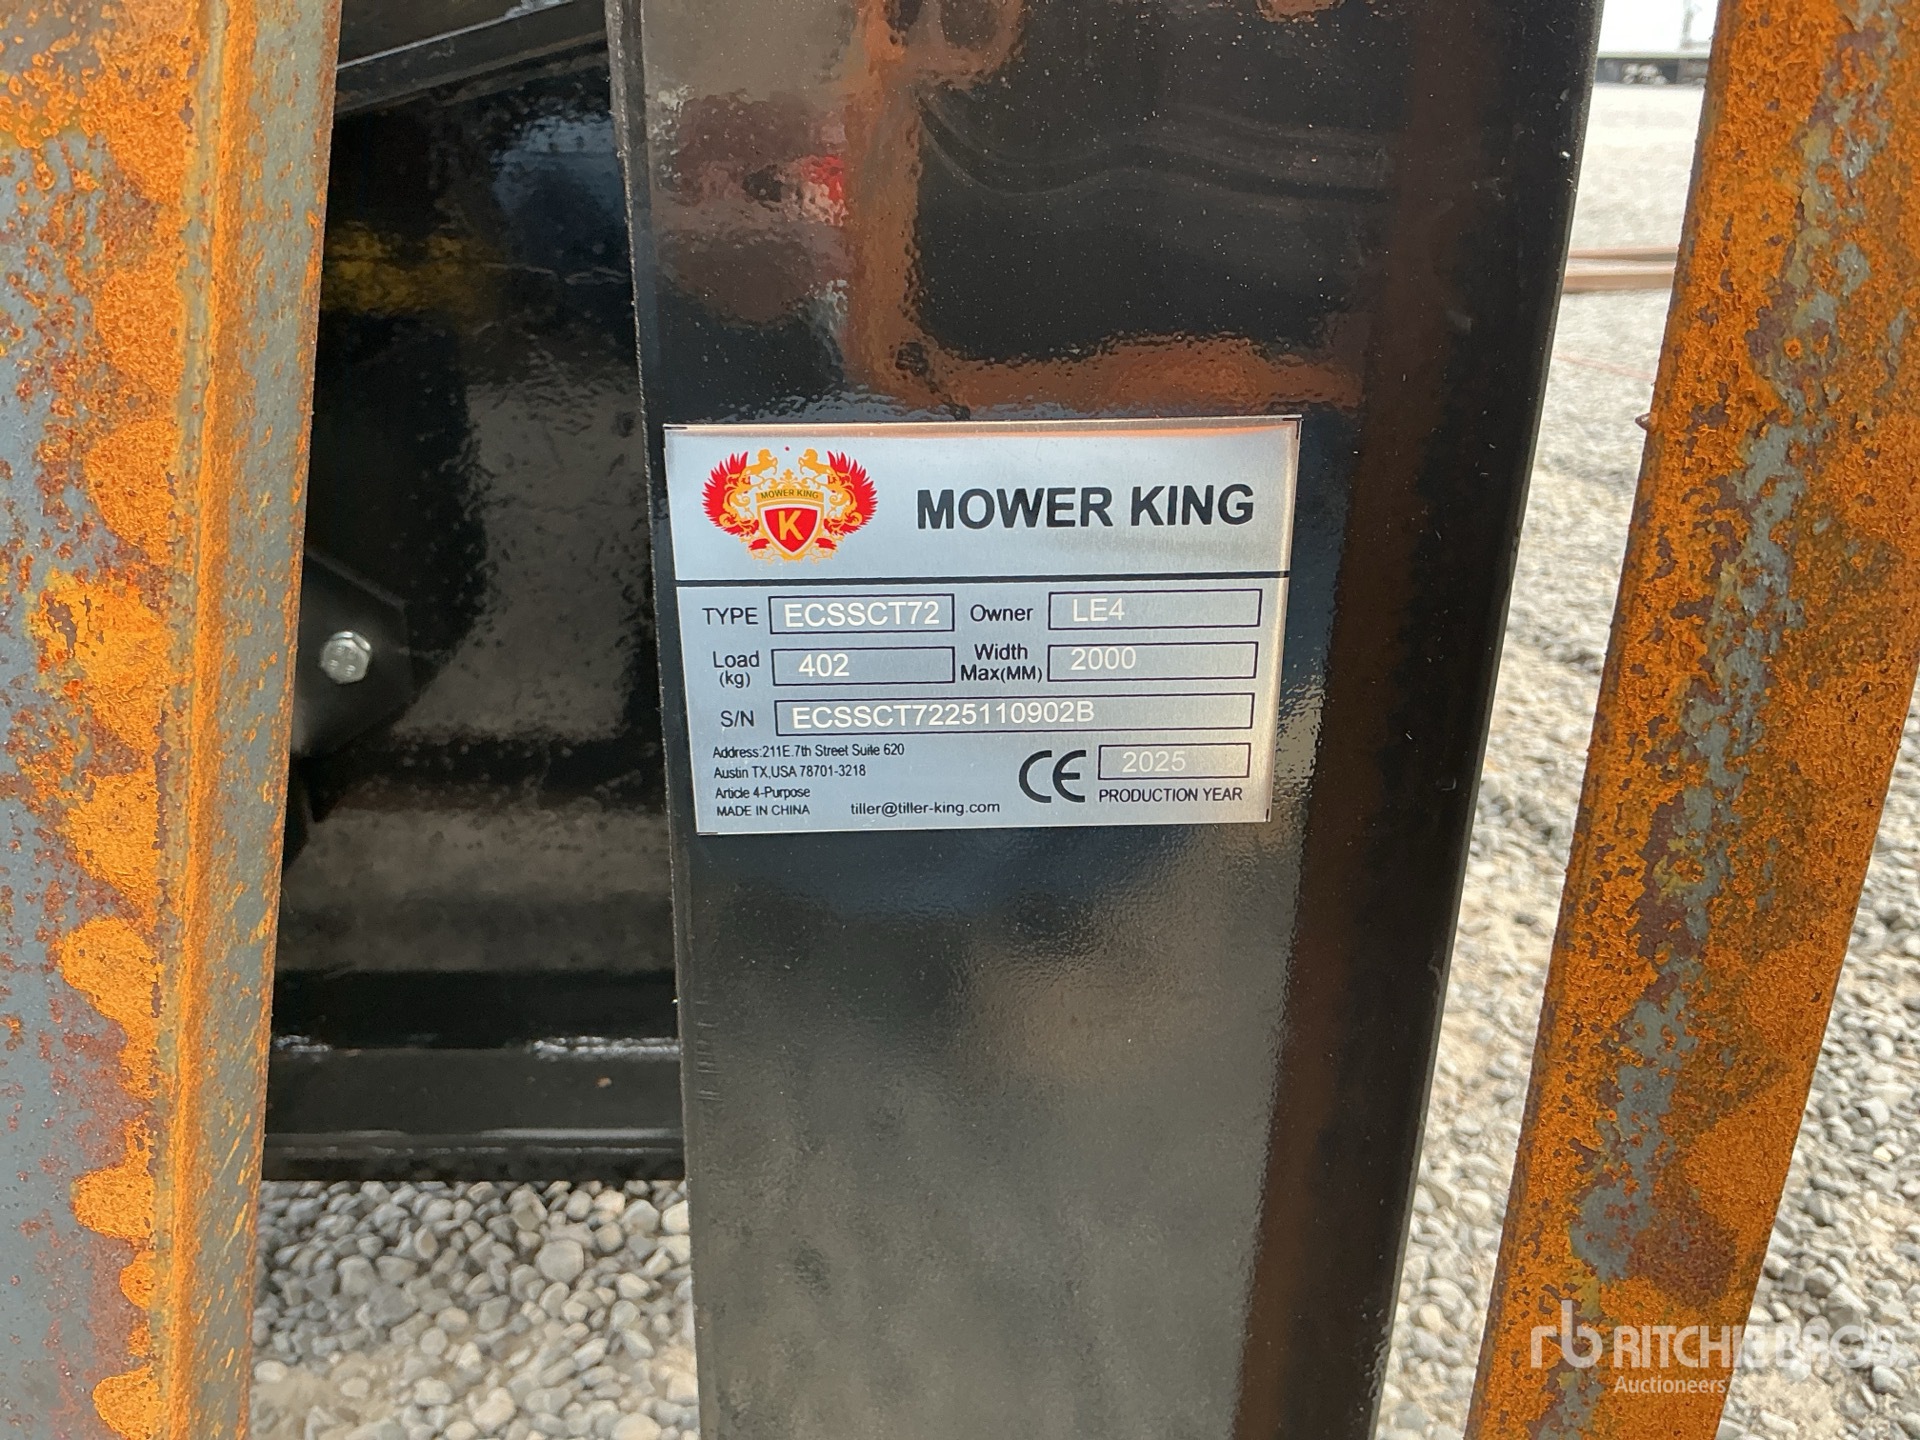 MOWER KING
K
MOWER KING
TYPE ECSSCT72 Owner LE4
Load (kg) 402 Width Max(MM) 2000
S/N ECSSCT7225110902B
Address:211E.7th Street Suite 620
Austin TX,USA 78701-3218
Article 4-Purpose
MADE IN CHINA tiller@tiller-king.com
CE 2025
PRODUCTION YEAR
rb RITCHIE BROS.
Auctioneers